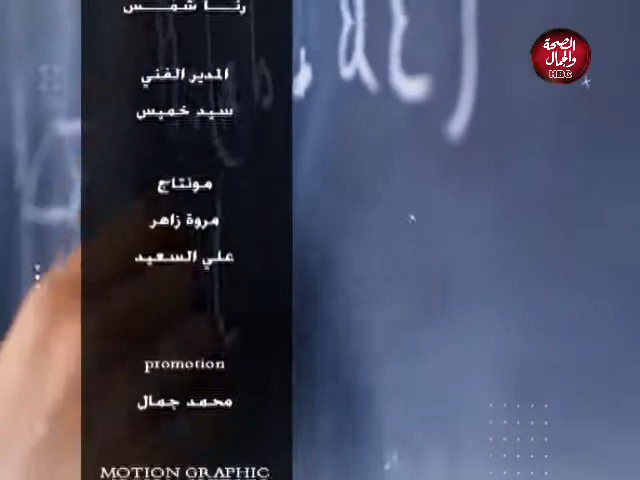 رنا شمس
الصحة
والجمال
HBC
المدير الفني
سيد خميس
مونتاج
مروة زاهر
علي السعيد
promotion
محمد جمال
MOTION GRAPHIC